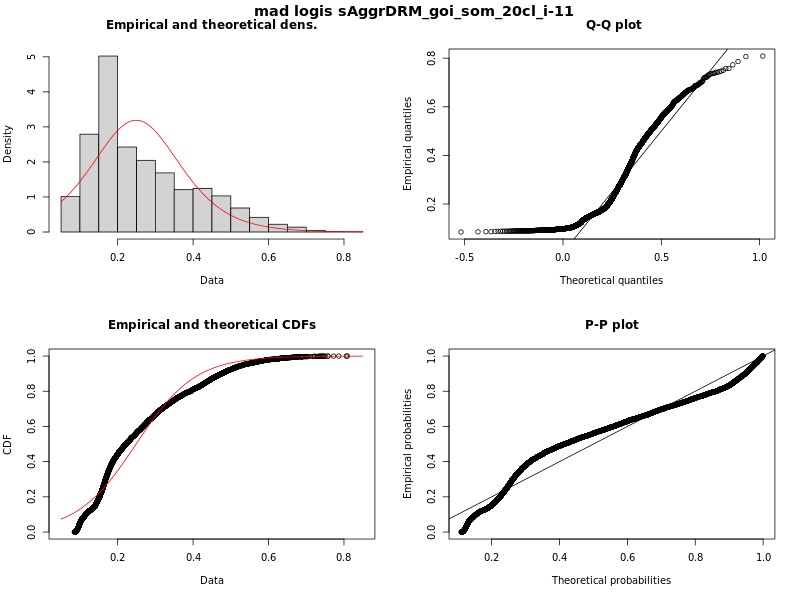 mad logis sAggrDRM_goi_som_20cl_i-11
Empirical and theoretical dens.
Density
0 1 2 3 4 5
0.2 0.4 0.6 0.8
Data
Q-Q plot
Empirical quantiles
0.2 0.4 0.6 0.8
-0.5 0.0 0.5 1.0
Theoretical quantiles
Empirical and theoretical CDFs
CDF
0.0 0.2 0.4 0.6 0.8 1.0
0.2 0.4 0.6 0.8
Data
P-P plot
Empirical probabilities
0.0 0.2 0.4 0.6 0.8 1.0
0.2 0.4 0.6 0.8 1.0
Theoretical probabilities